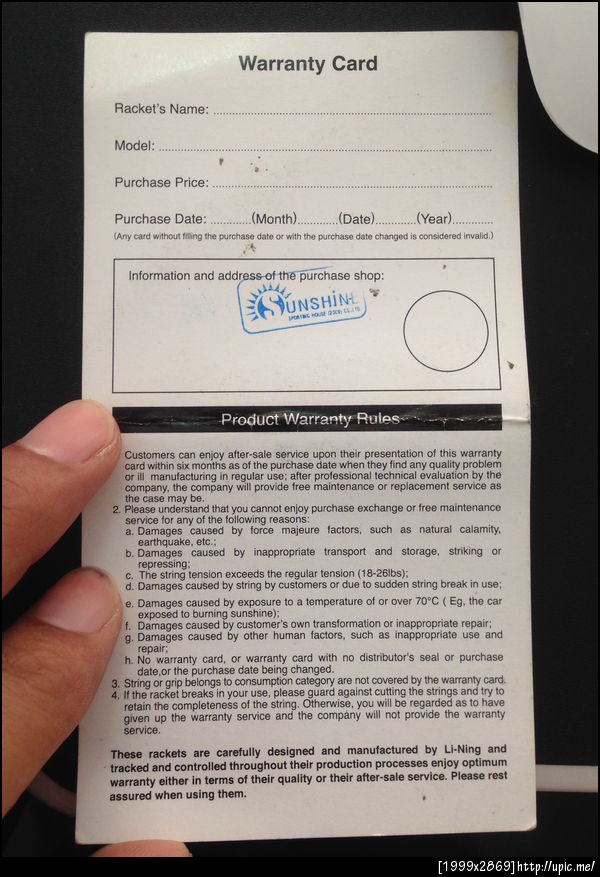 Warranty Card
Racket's Name:
Model:
Purchase Price:
Purchase Date: ...........(Month)...........(Date)...........(Year)...........
(Any card without filling the purchase date or with the purchase date changed is considered invalid.)
Information and address of the purchase shop:
SUNSHINE
SPORTING HOUSE (2009) CO.,LTD
Product Warranty Rules
Customers can enjoy after-sale service upon their presentation of this warranty
card within six months as of the purchase date when they find any quality problem
or ill manufacturing in regular use; after professional technical evaluation by the
company, the company will provide free maintenance or replacement service as
the case may be.
2. Please understand that you cannot enjoy purchase exchange or free maintenance
service for any of the following reasons:
a. Damages caused by force majeure factors, such as natural calamity,
earthquake, etc.;
b. Damages caused by inappropriate transport and storage, striking or
repressing;
c. The string tension exceeds the regular tension (18-26lbs);
d. Damages caused by string by customers or due to sudden string break in use;
e. Damages caused by exposure to a temperature of or over 70°C ( Eg, the car
exposed to burning sunshine);
f. Damages caused by customer's own transformation or inappropriate repair;
g. Damages caused by other human factors, such as inappropriate use and
repair;
h. No warranty card, or warranty card with no distributor's seal or purchase
date,or the purchase date being changed.
3. String or grip belongs to consumption category are not covered by the warranty card.
4. If the racket breaks in your use, please guard against cutting the strings and try to
retain the completeness of the string. Otherwise, you will be regarded as to have
given up the warranty service and the company will not provide the warranty
service.
These rackets are carefully designed and manufactured by Li-Ning and
tracked and controlled throughout their production processes enjoy optimum
warranty either in terms of their quality or their after-sale service. Please rest
assured when using them.
[1999x2869]http://upic.me/